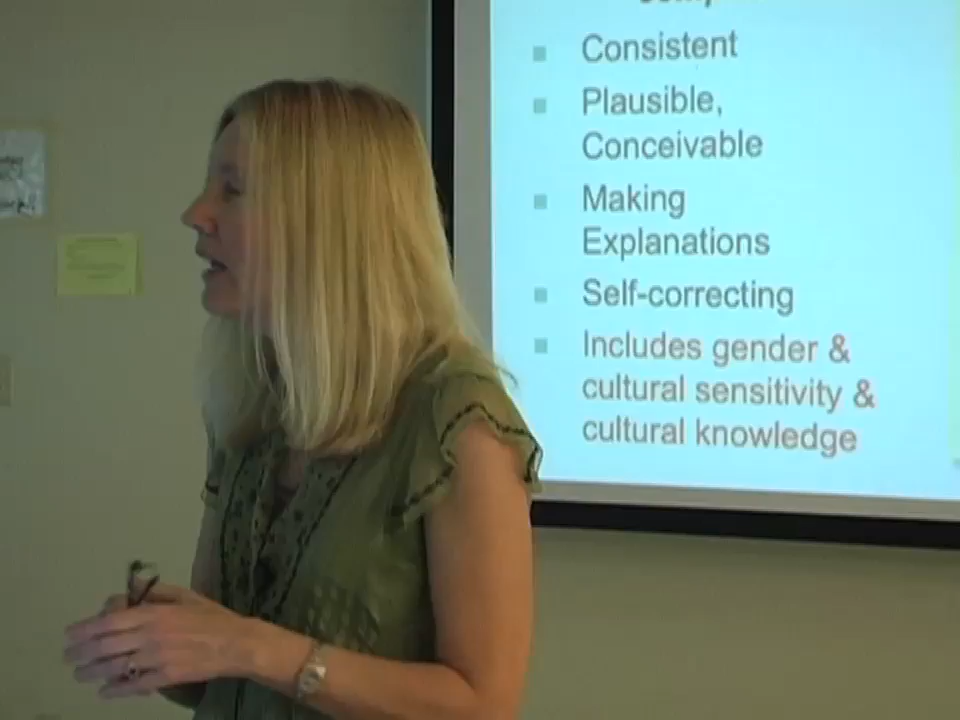 Consistent
Plausible,
Conceivable
Making
Explanations
Self-correcting
Includes gender &
cultural sensitivity &
cultural knowledge